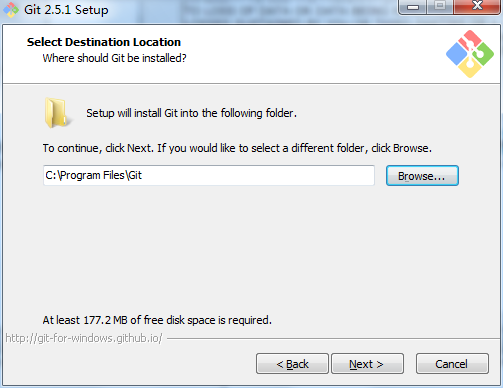 Git 2.5.1 Setup
Select Destination Location
Where should Git be installed?
Setup will install Git into the following folder.
To continue, click Next. If you would like to select a different folder, click Browse.
C:\Program Files\Git
Browse...
At least 177.2 MB of free disk space is required.
http://git-for-windows.github.io/
< Back
Next >
Cancel